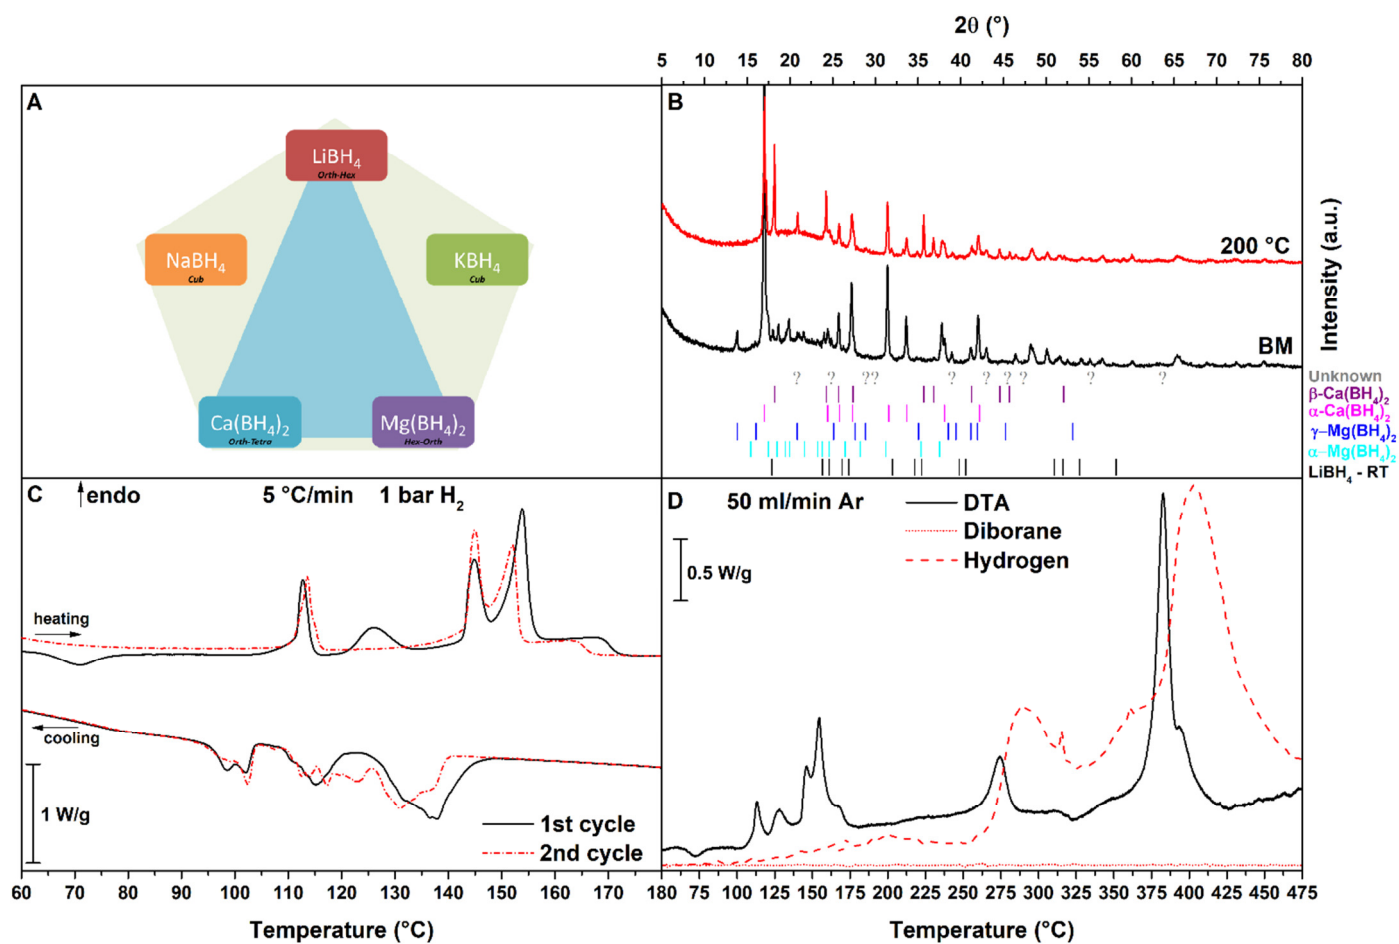 2θ (°)
5 10 15 20 25 30 35 40 45 50 55 60 65 70 75 80
A
LiBH4
Orth-Hex
NaBH4
Cub
KBH4
Cub
Ca(BH4)2
Orth-Tetra
Mg(BH4)2
Hex-Orth
B
200 °C
BM
Intensity (a.u.)
? ? ?? ? ? ? ? ? ?
Unknown
β-Ca(BH4)2
α-Ca(BH4)2
γ-Mg(BH4)2
α-Mg(BH4)2
LiBH4 - RT
C
endo
5 °C/min 1 bar H2
heating
cooling
1 W/g
1st cycle
2nd cycle
60 70 80 90 100 110 120 130 140 150 160 170 180
Temperature (°C)
D
50 ml/min Ar
DTA
Diborane
Hydrogen
0.5 W/g
75 100 125 150 175 200 225 250 275 300 325 350 375 400 425 450 475
Temperature (°C)